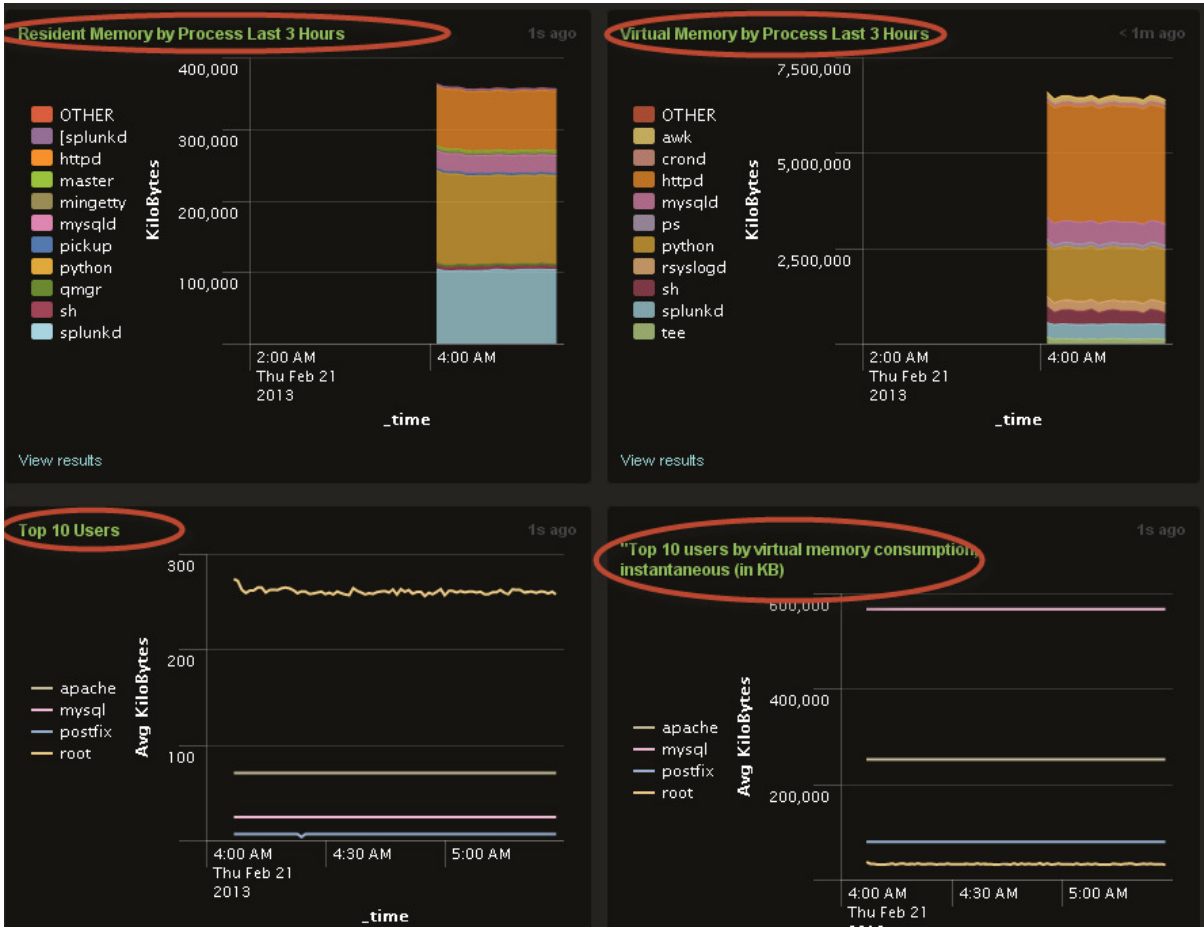 Resident Memory by Process Last 3 Hours
1s ago
400,000
300,000
200,000
100,000
KiloBytes
OTHER
[splunkd
httpd
master
mingetty
mysqld
pickup
python
qmgr
sh
splunkd
2:00 AM
Thu Feb 21
2013
4:00 AM
_time
View results
Virtual Memory by Process Last 3 Hours
< 1m ago
7,500,000
5,000,000
2,500,000
KiloBytes
OTHER
awk
crond
httpd
mysqld
ps
python
rsyslogd
sh
splunkd
tee
2:00 AM
Thu Feb 21
2013
4:00 AM
_time
View results
Top 10 Users
1s ago
300
200
100
Avg KiloBytes
apache
mysql
postfix
root
4:00 AM
Thu Feb 21
2013
4:30 AM
5:00 AM
_time
1s ago
"Top 10 users by virtual memory consumption,
instantaneous (in KB)
600,000
400,000
200,000
Avg KiloBytes
apache
mysql
postfix
root
4:00 AM
Thu Feb 21
4:30 AM
5:00 AM